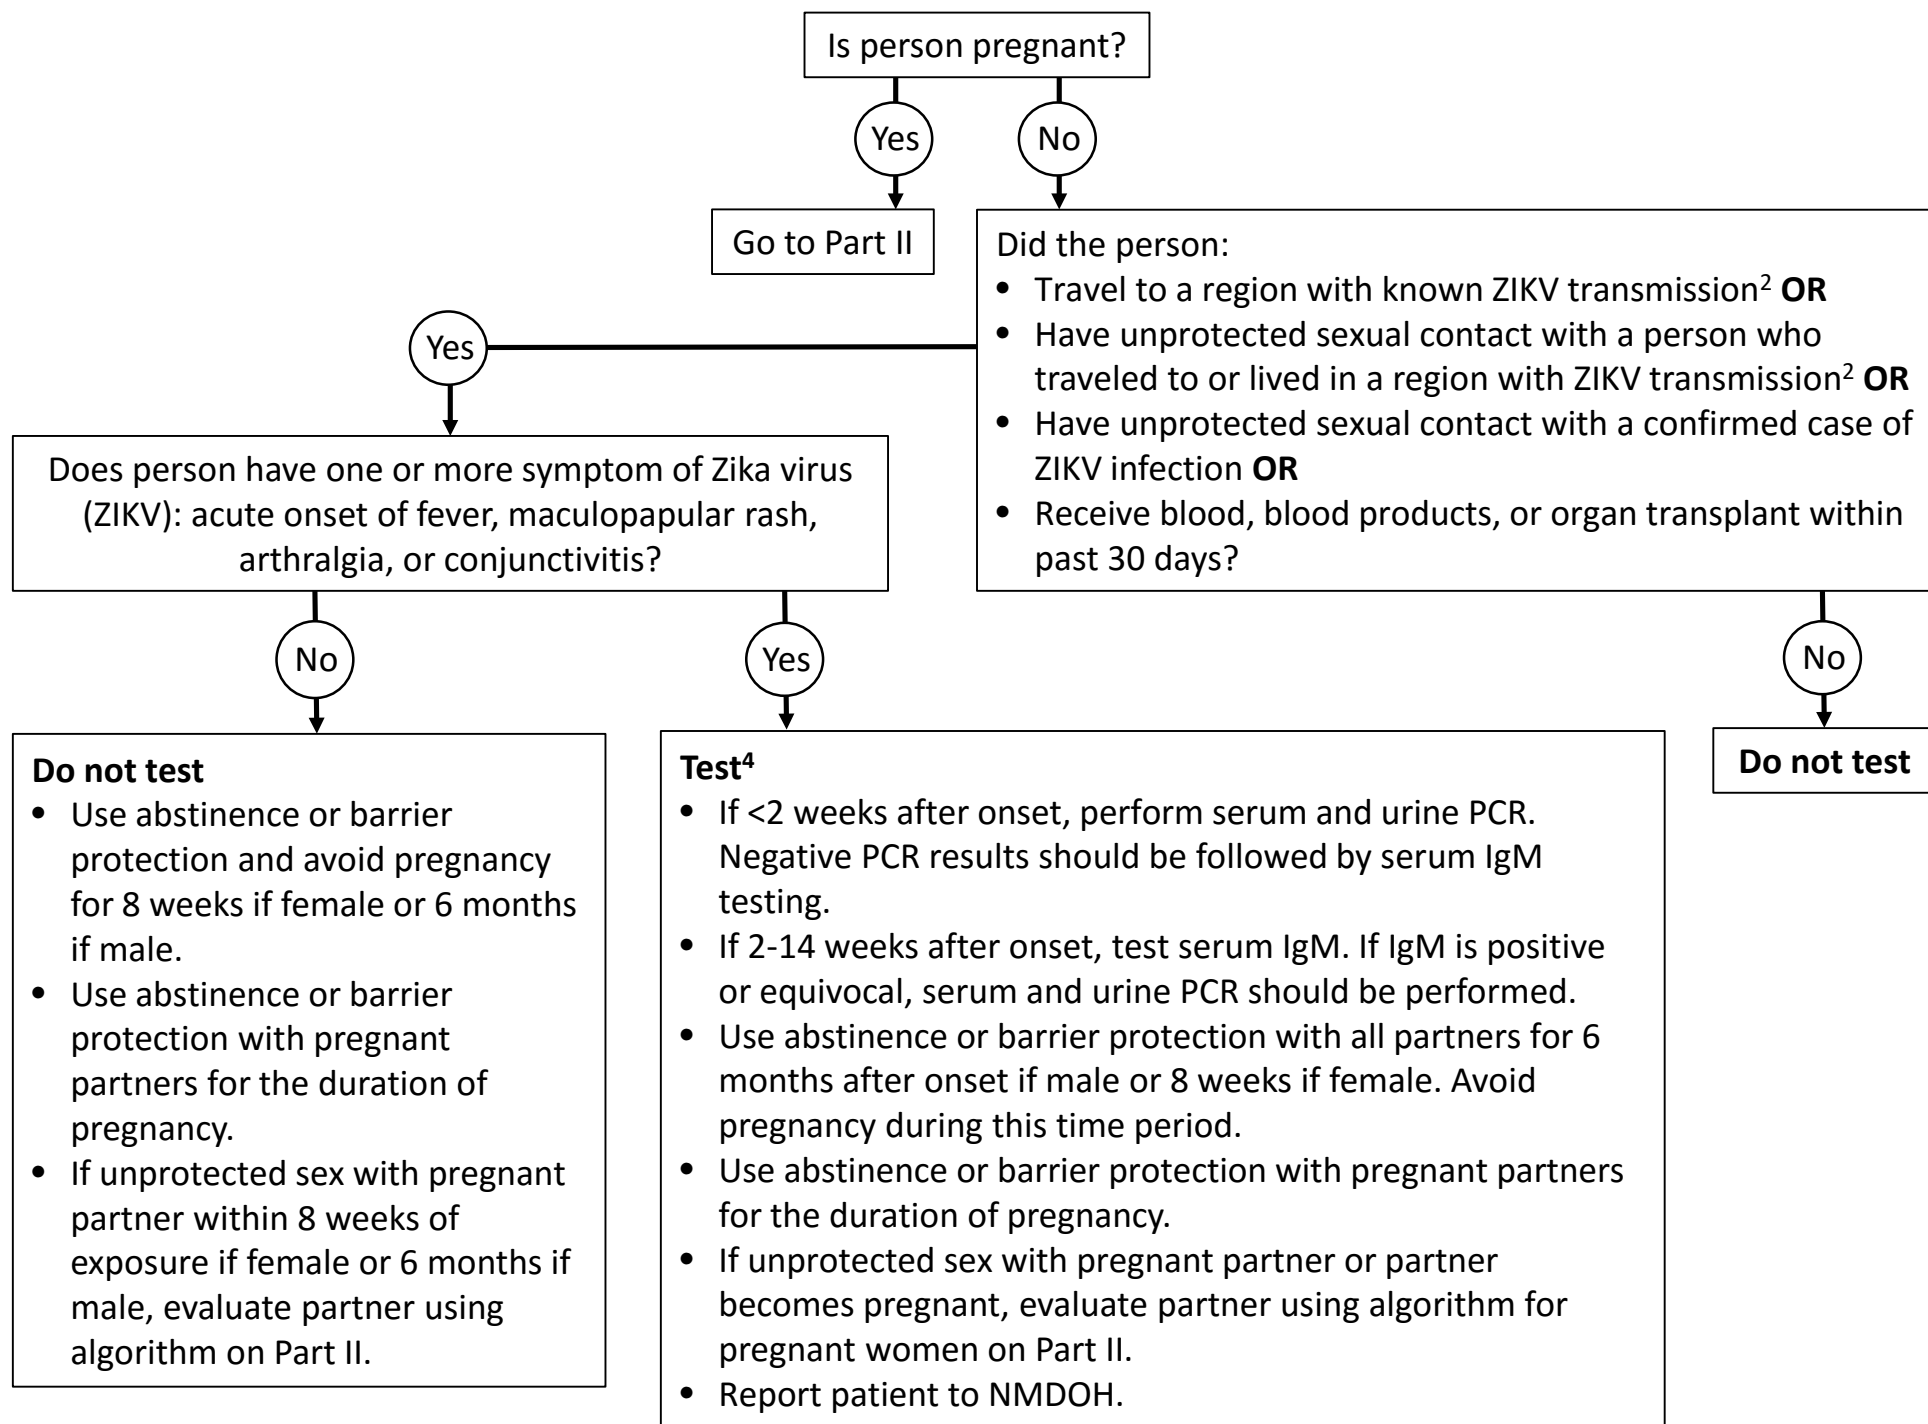 Is person pregnant?
Yes
No
Go to Part II
Did the person:
• Travel to a region with known ZIKV transmission² OR
• Have unprotected sexual contact with a person who
traveled to or lived in a region with ZIKV transmission² OR
• Have unprotected sexual contact with a confirmed case of
ZIKV infection OR
• Receive blood, blood products, or organ transplant within
past 30 days?
Yes
Does person have one or more symptom of Zika virus
(ZIKV): acute onset of fever, maculopapular rash,
arthralgia, or conjunctivitis?
No
Yes
No
Do not test
• Use abstinence or barrier
protection and avoid pregnancy
for 8 weeks if female or 6 months
if male.
• Use abstinence or barrier
protection with pregnant
partners for the duration of
pregnancy.
• If unprotected sex with pregnant
partner within 8 weeks of
exposure if female or 6 months if
male, evaluate partner using
algorithm on Part II.
Test⁴
• If <2 weeks after onset, perform serum and urine PCR.
Negative PCR results should be followed by serum IgM
testing.
• If 2-14 weeks after onset, test serum IgM. If IgM is positive
or equivocal, serum and urine PCR should be performed.
• Use abstinence or barrier protection with all partners for 6
months after onset if male or 8 weeks if female. Avoid
pregnancy during this time period.
• Use abstinence or barrier protection with pregnant partners
for the duration of pregnancy.
• If unprotected sex with pregnant partner or partner
becomes pregnant, evaluate partner using algorithm for
pregnant women on Part II.
• Report patient to NMDOH.
Do not test